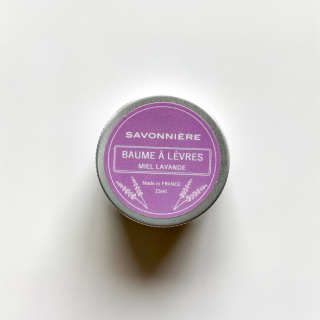 SAVONNIÈRE
BAUME À LÈVRES
MIEL LAVANDE
Made in FRANCE
15ml